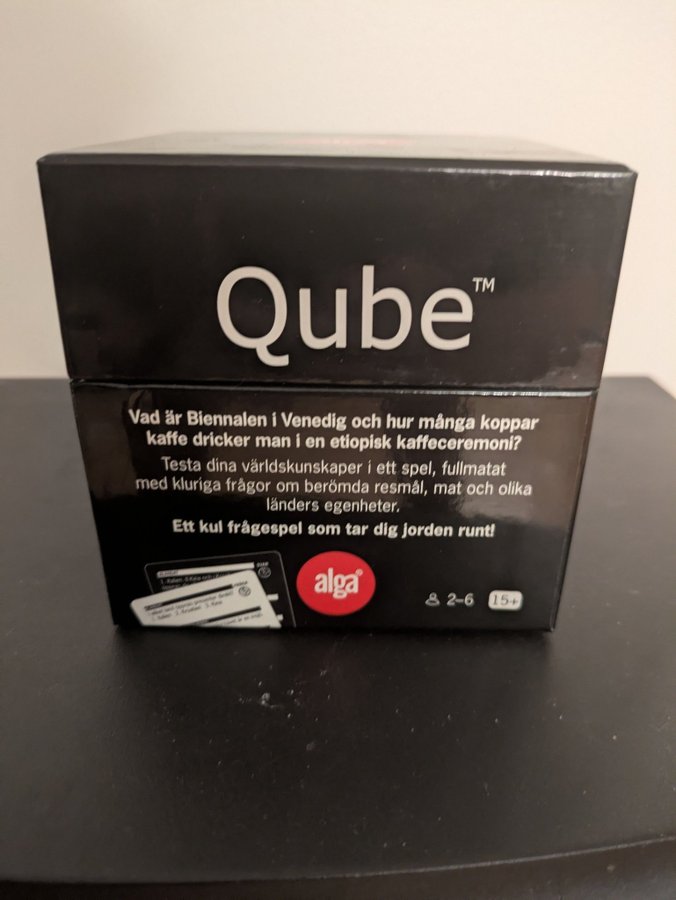 Qube™
Vad är Biennalen i Venedig och hur många koppar
kaffe dricker man i en etiopisk kaffeceremoni?
Testa dina världskunskaper i ett spel, fullmatat
med kluriga frågor om berömda resmål, mat och olika
länders egenheter.
Ett kul frågespel som tar dig jorden runt!
alga®
2–6 15+